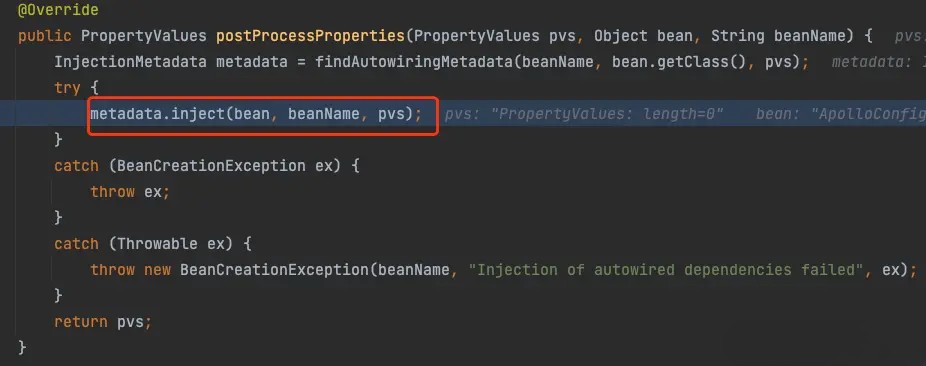 @Override
public PropertyValues postProcessProperties(PropertyValues pvs, Object bean, String beanName) { pvs:
InjectionMetadata metadata = findAutowiringMetadata(beanName, bean.getClass(), pvs); metadata:
try {
metadata.inject(bean, beanName, pvs); pvs: "PropertyValues: length=0" bean: "ApolloConfig
}
catch (BeanCreationException ex) {
throw ex;
}
catch (Throwable ex) {
throw new BeanCreationException(beanName, "Injection of autowired dependencies failed", ex);
}
return pvs;
}